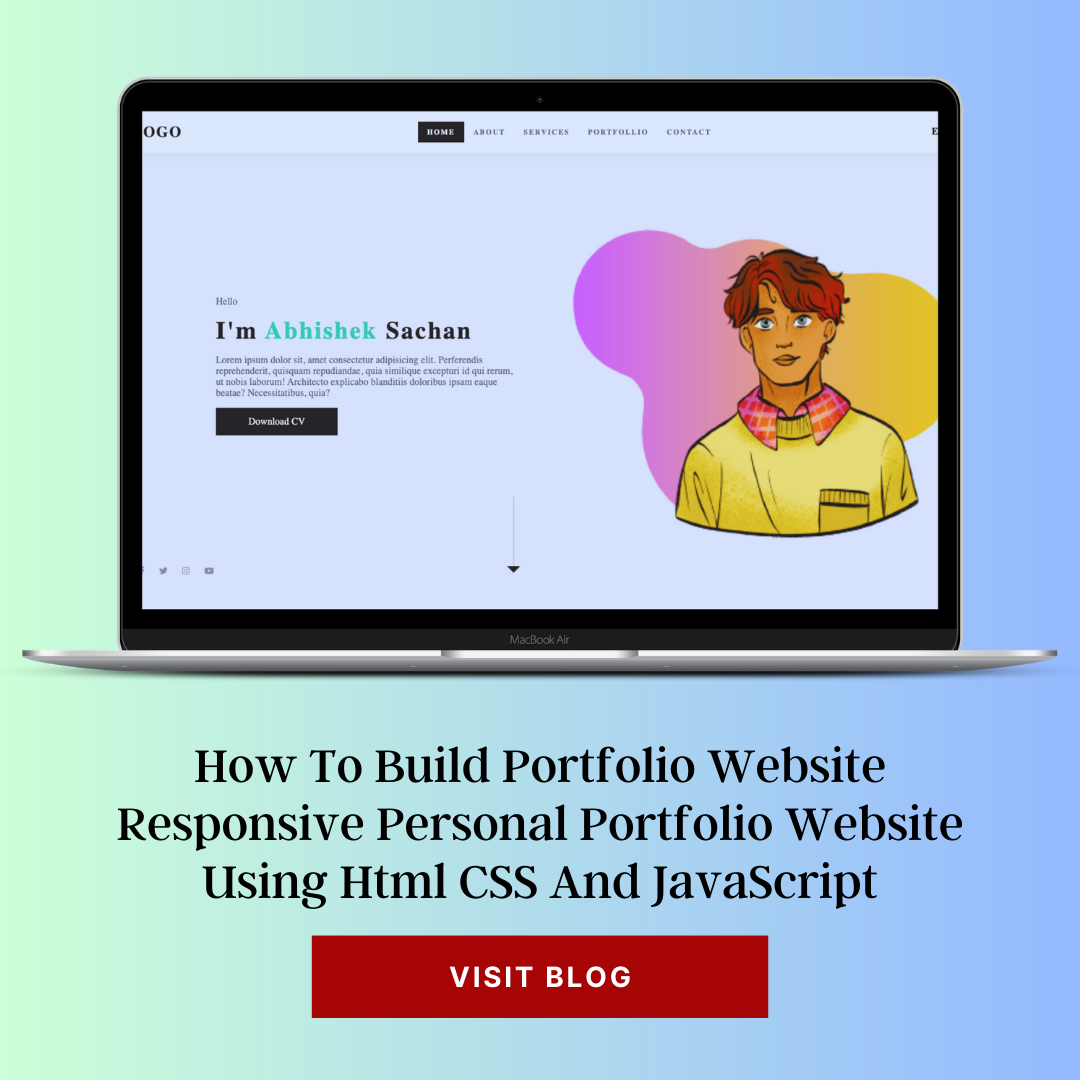 OGO
HOME ABOUT SERVICES PORTFOLLIO CONTACT
E
Hello
I'm Abhishek Sachan
Lorem ipsum dolor sit, amet consectetur adipisicing elit. Perferendis
reprehenderit, quisquam repudiandae, quia similique excepturi id qui rerum,
ut nobis laborum! Architecto explicabo blanditiis doloribus ipsam eaque
beatae? Necessitatibus, quia?
Download CV
MacBook Air
How To Build Portfolio Website
Responsive Personal Portfolio Website
Using Html CSS And JavaScript
VISIT BLOG